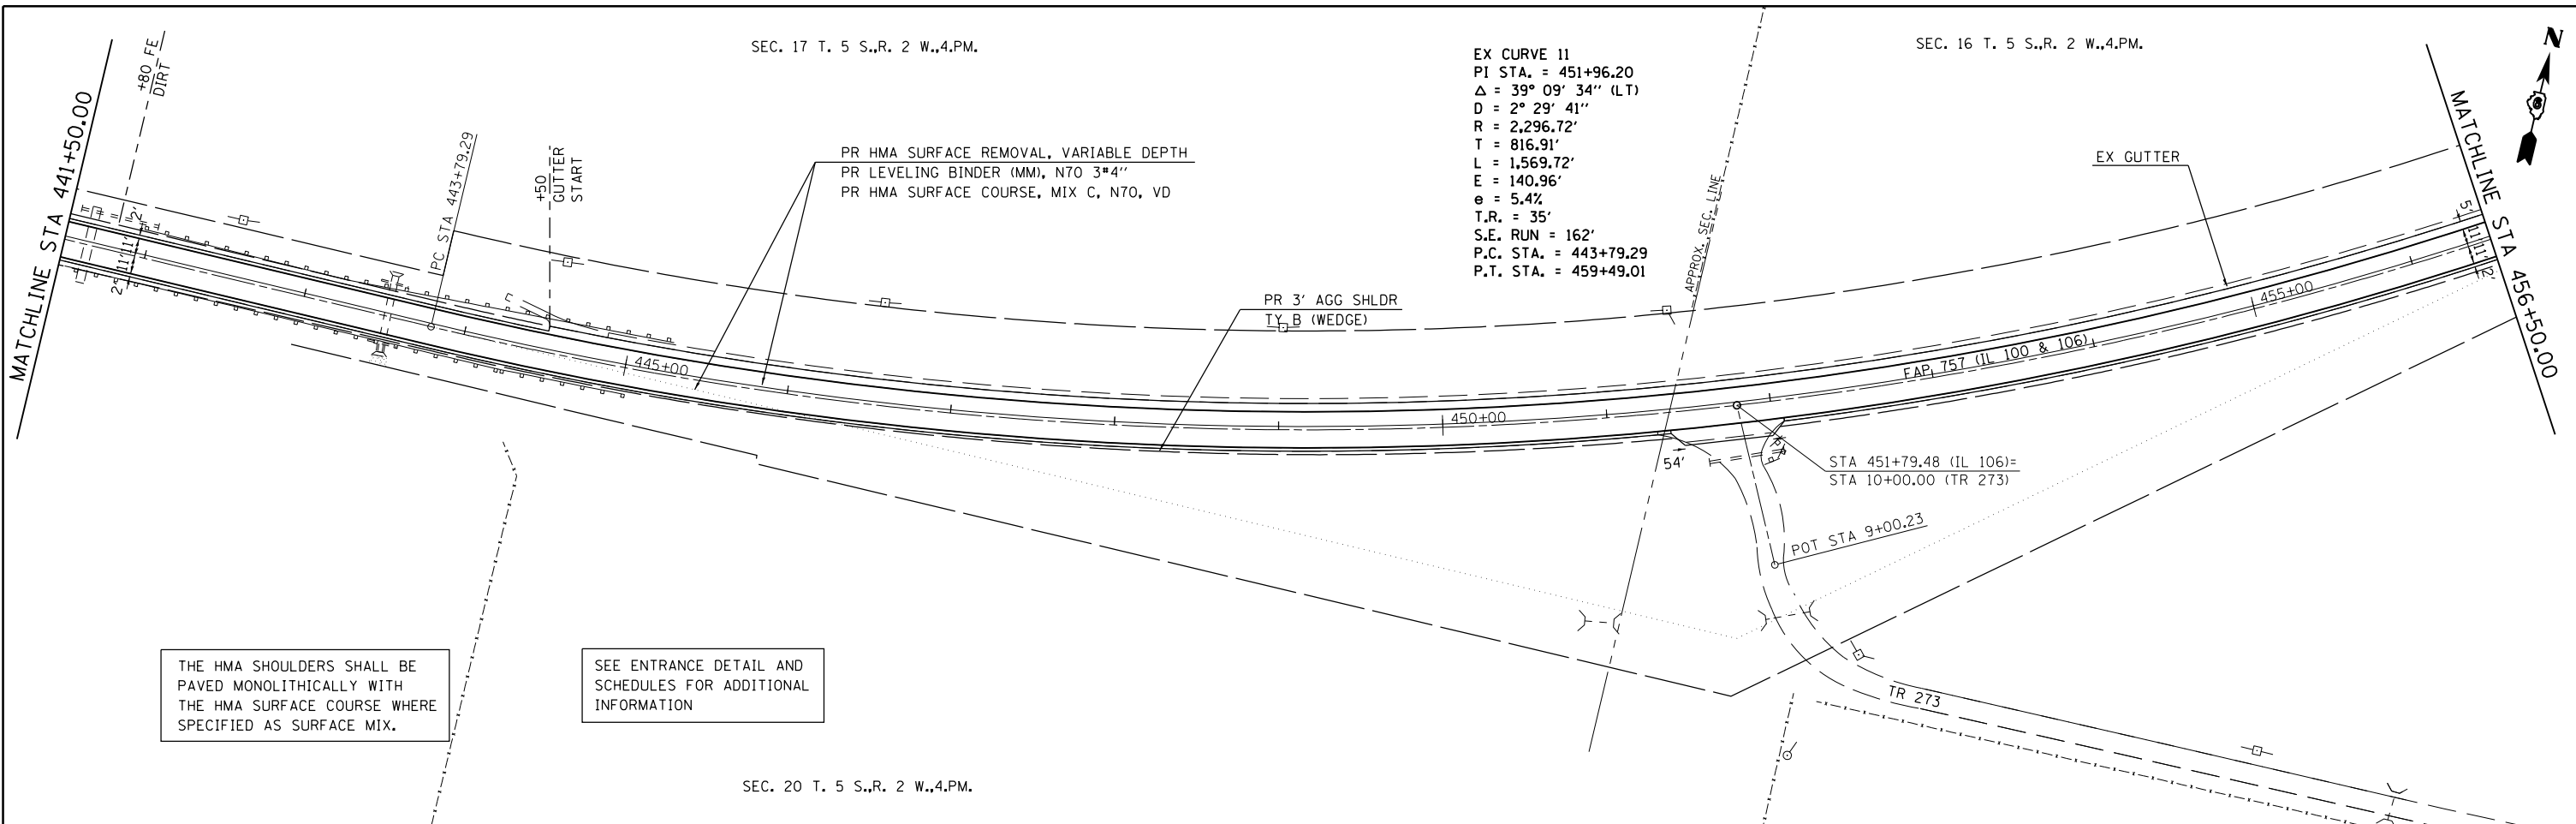 SEC. 17 T. 5 S.,R. 2 W.,4.PM.
SEC. 16 T. 5 S.,R. 2 W.,4.PM.
N
MATCHLINE STA 441+50.00
+80 FE
DIRT
PC STA 443+79.29
+50
GUTTER
START
PR HMA SURFACE REMOVAL, VARIABLE DEPTH
PR LEVELING BINDER (MM), N70 3#4''
PR HMA SURFACE COURSE, MIX C, N70, VD
EX CURVE 11
PI STA. = 451+96.20
Δ = 39° 09' 34'' (LT)
D = 2° 29' 41''
R = 2,296.72'
T = 816.91'
L = 1,569.72'
E = 140.96'
e = 5.4%
T.R. = 35'
S.E. RUN = 162'
P.C. STA. = 443+79.29
P.T. STA. = 459+49.01
APPROX. SEC. LINE
EX GUTTER
MATCHLINE STA 456+50.00
2'
11'
11'
2'
5'
11'
11'
2'
PR 3' AGG SHLDR
TY B (WEDGE)
445+00
450+00
455+00
FAP 757 (IL 100 & 106)
54'
STA 451+79.48 (IL 106)=
STA 10+00.00 (TR 273)
POT STA 9+00.23
TR 273
THE HMA SHOULDERS SHALL BE
PAVED MONOLITHICALLY WITH
THE HMA SURFACE COURSE WHERE
SPECIFIED AS SURFACE MIX.
SEE ENTRANCE DETAIL AND
SCHEDULES FOR ADDITIONAL
INFORMATION
SEC. 20 T. 5 S.,R. 2 W.,4.PM.